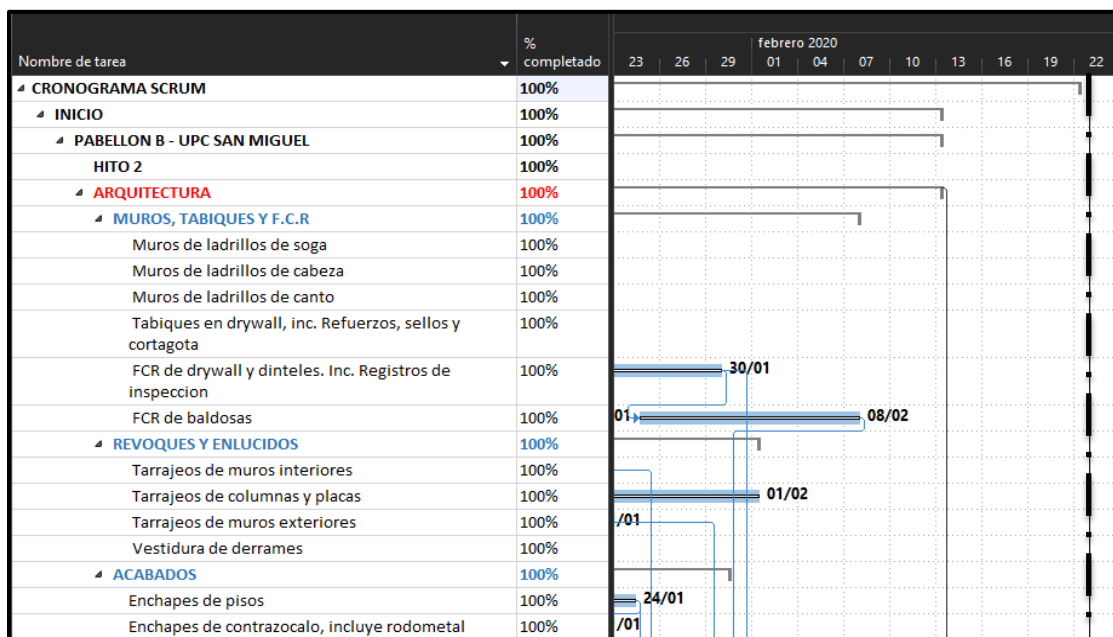 %
febrero 2020
Nombre de tarea completado 23 26 29 01 04 07 10 13 16 19 22
CRONOGRAMA SCRUM 100%
INICIO 100%
PABELLON B - UPC SAN MIGUEL 100%
HITO 2 100%
ARQUITECTURA 100%
MUROS, TABIQUES Y F.C.R 100%
Muros de ladrillos de soga 100%
Muros de ladrillos de cabeza 100%
Muros de ladrillos de canto 100%
Tabiques en drywall, inc. Refuerzos, sellos y 100%
cortagota
FCR de drywall y dinteles. Inc. Registros de 100% 30/01
inspeccion
FCR de baldosas 100% 01 08/02
REVOQUES Y ENLUCIDOS 100%
Tarrajeos de muros interiores 100%
Tarrajeos de columnas y placas 100% 01/02
Tarrajeos de muros exteriores 100% /01
Vestidura de derrames 100%
ACABADOS 100%
Enchapes de pisos 100% 24/01
Enchapes de contrazocalo, incluye rodometal 100% /01